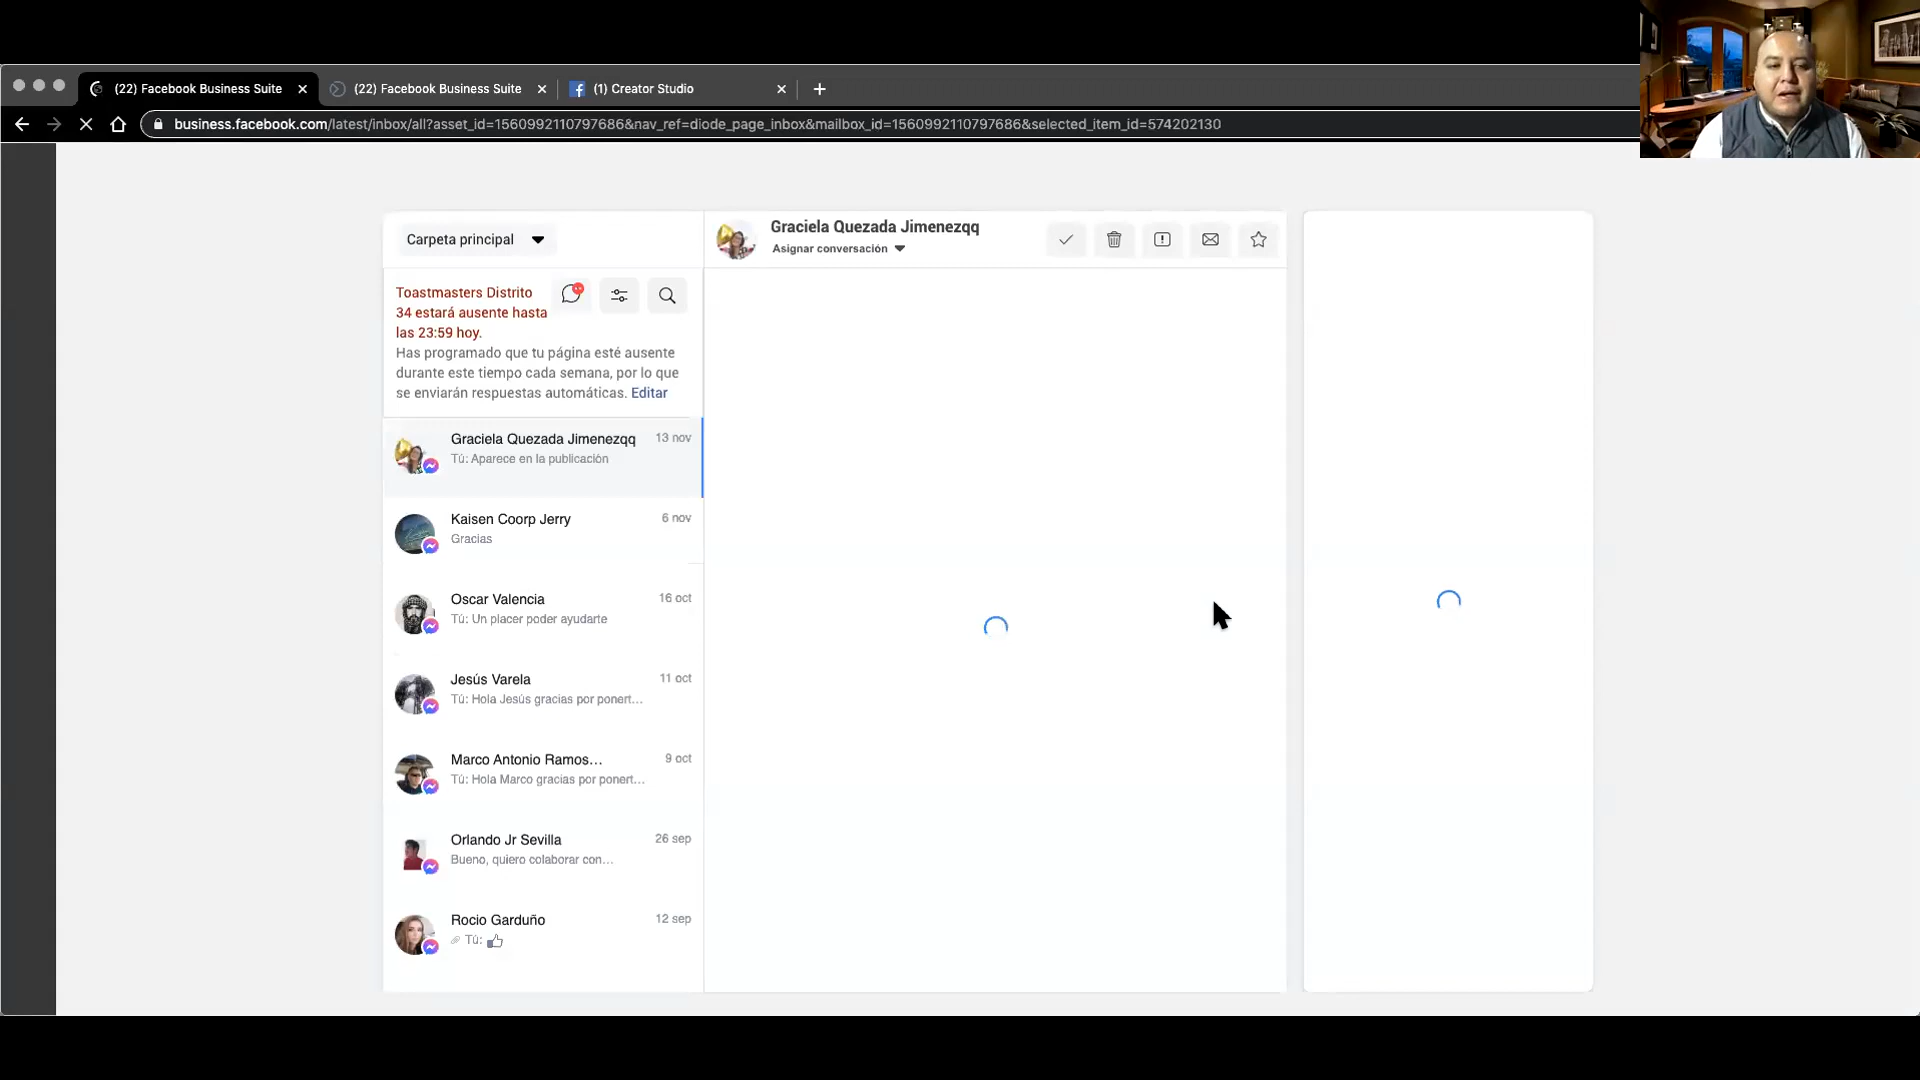 (22) Facebook Business Suite
(22) Facebook Business Suite
(1) Creator Studio
business.facebook.com/latest/inbox/all?asset_id=1560992110797686&nav_ref=diode_page_inbox&mailbox_id=1560992110797686&selected_item_id=574202130
Carpeta principal
Toastmasters Distrito
34 estará ausente hasta
las 23:59 hoy.
Has programado que tu página esté ausente
durante este tiempo cada semana, por lo que
se enviarán respuestas automáticas. Editar
Graciela Quezada Jimenezqq 13 nov
Tú: Aparece en la publicación
Kaisen Coorp Jerry 6 nov
Gracias
Oscar Valencia 16 oct
Tú: Un placer poder ayudarte
Jesús Varela 11 oct
Tú: Hola Jesús gracias por ponert...
Marco Antonio Ramos... 9 oct
Tú: Hola Marco gracias por ponert...
Orlando Jr Sevilla 26 sep
Bueno, quiero colaborar con...
Rocio Garduño 12 sep
Tú:
Graciela Quezada Jimenezqq
Asignar conversación